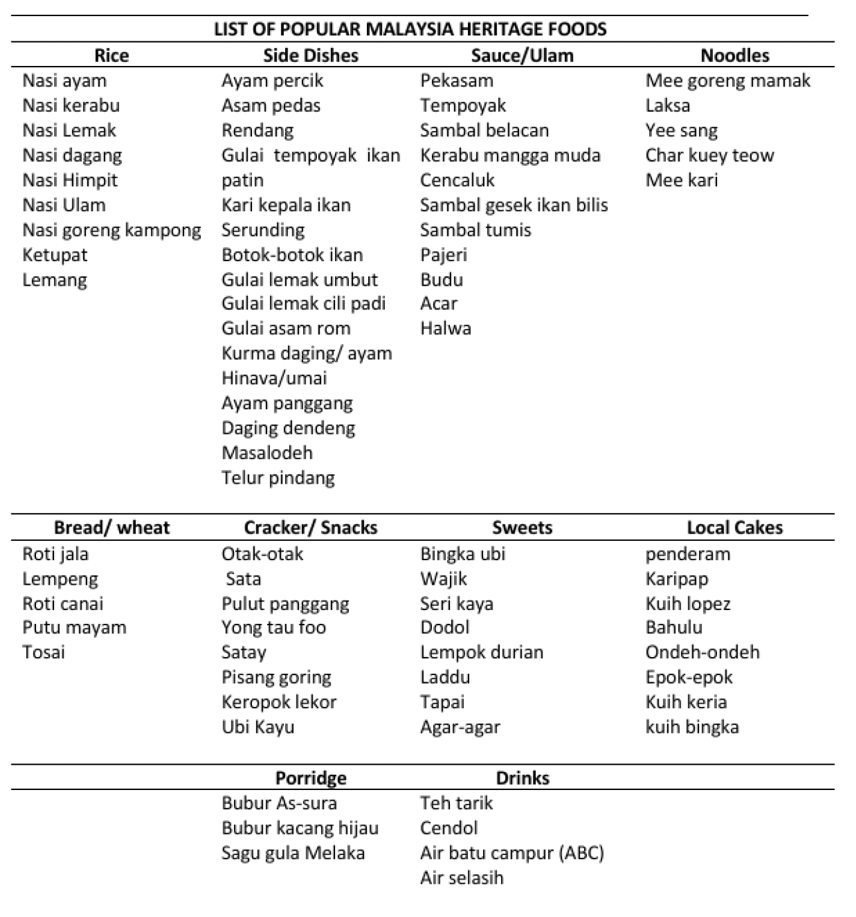 LIST OF POPULAR MALAYSIA HERITAGE FOODS
Rice Side Dishes Sauce/Ulam Noodles
Nasi ayam Ayam percik Pekasam Mee goreng mamak
Nasi kerabu Asam pedas Tempoyak Laksa
Nasi Lemak Rendang Sambal belacan Yee sang
Nasi dagang Gulai tempoyak ikan Kerabu mangga muda Char kuey teow
Nasi Himpit patin Cencaluk Mee kari
Nasi Ulam Kari kepala ikan Sambal gesek ikan bilis
Nasi goreng kampong Serunding Sambal tumis
Ketupat Botok-botok ikan Pajeri
Lemang Gulai lemak umbut Budu
Gulai lemak cili padi Acar
Gulai asam rom Halwa
Kurma daging/ ayam
Hinava/umai
Ayam panggang
Daging dendeng
Masalodeh
Telur pindang
Bread/ wheat Cracker/ Snacks Sweets Local Cakes
Roti jala Otak-otak Bingka ubi penderam
Lempeng Sata Wajik Karipap
Roti canai Pulut panggang Seri kaya Kuih lopez
Putu mayam Yong tau foo Dodol Bahulu
Tosai Satay Lempok durian Ondeh-ondeh
Pisang goring Laddu Epok-epok
Keropok lekor Tapai Kuih keria
Ubi Kayu Agar-agar kuih bingka
Porridge Drinks
Bubur As-sura Teh tarik
Bubur kacang hijau Cendol
Sagu gula Melaka Air batu campur (ABC)
Air selasih